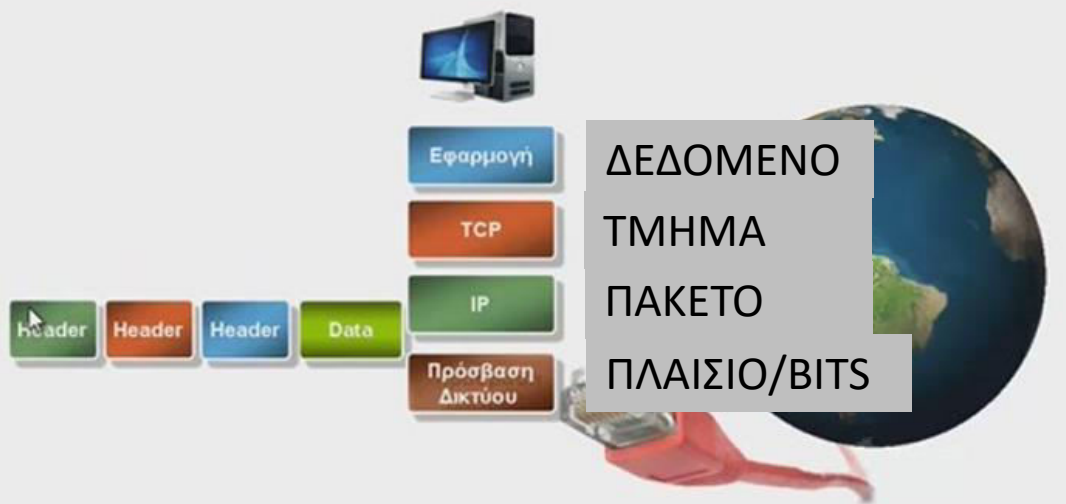 Εφαρμογή
ΔΕΔΟΜΕΝΟ
TCP
ΤΜΗΜΑ
IP
ΠΑΚΕΤΟ
Header Header Header Data
Πρόσβαση
Δικτύου
ΠΛΑΙΣΙΟ/BITS